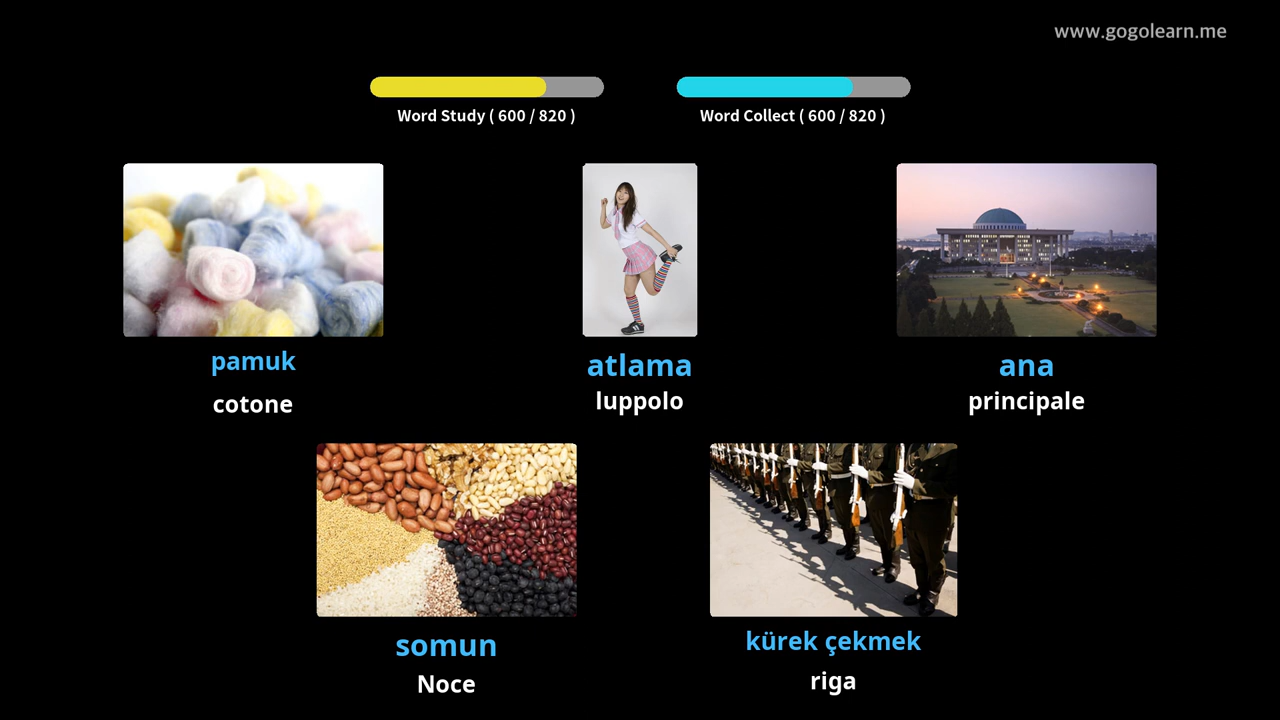 www.gogolearn.me
Word Study ( 600 / 820 )
Word Collect ( 600 / 820 )
pamuk
cotone
atlama
luppolo
ana
principale
somun
Noce
kürek çekmek
riga